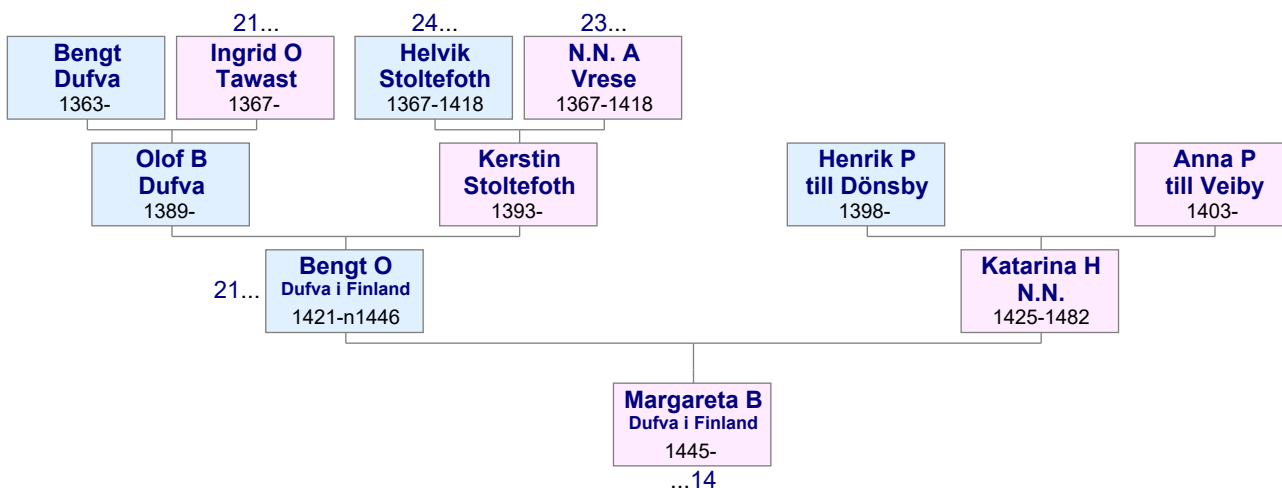 21...
24...
23...
Bengt
Dufva
1363-
Ingrid O
Tawast
1367-
Helvik
Stoltefoth
1367-1418
N.N. A
Vrese
1367-1418
Olof B
Dufva
1389-
Kerstin
Stoltefoth
1393-
Henrik P
till Dönsby
1398-
Anna P
till Veiby
1403-
21...
Bengt O
Dufva i Finland
1421-n1446
Katarina H
N.N.
1425-1482
Margareta B
Dufva i Finland
1445-
...14